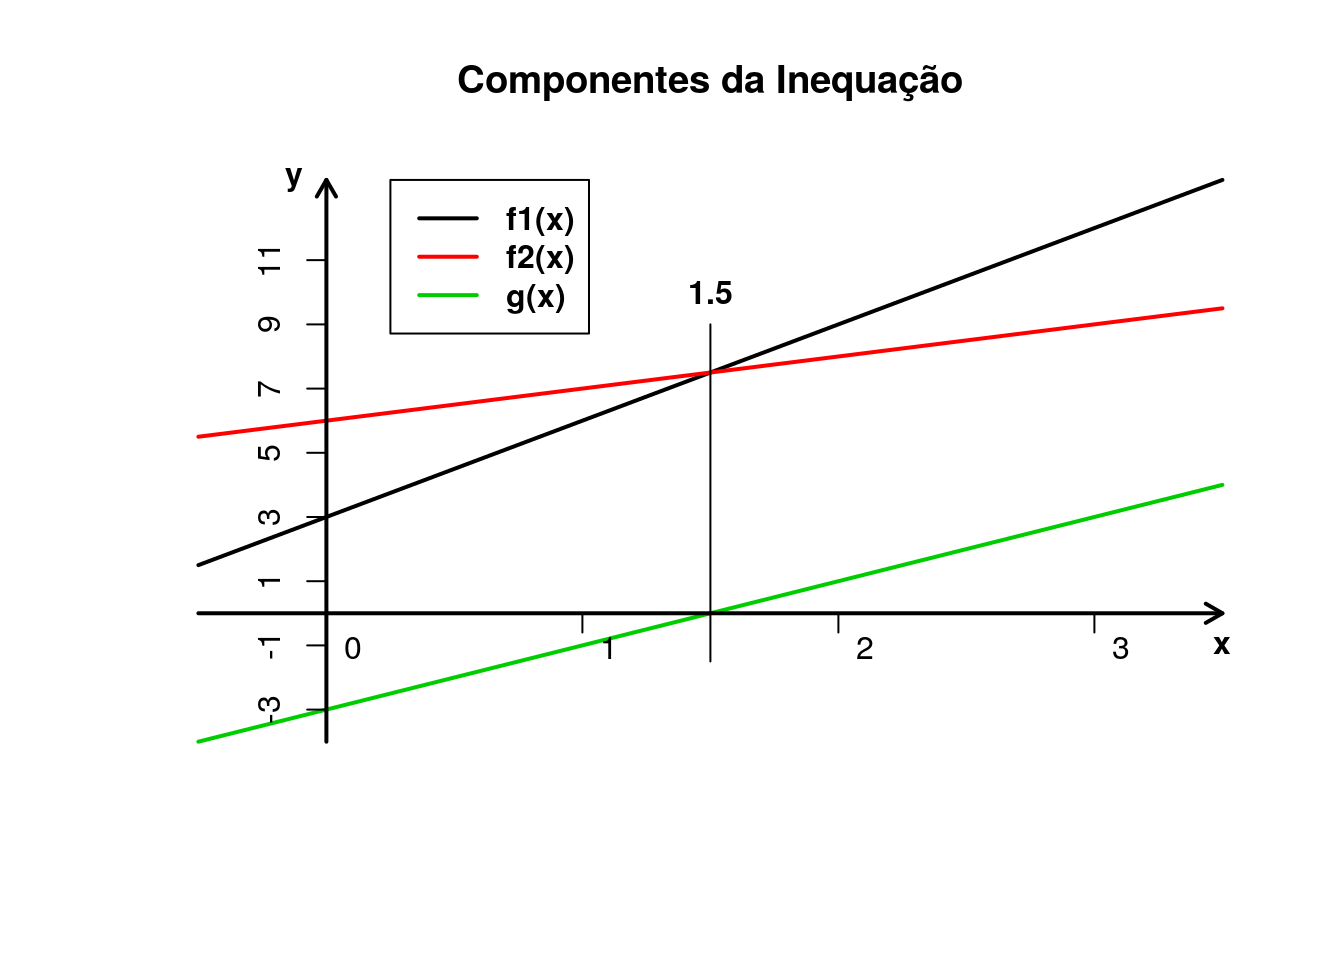 Componentes da Inequação
y
f1(x)
f2(x)
g(x)
1.5
11
9
7
5
3
1
-1
-3
0 1 2 3
x